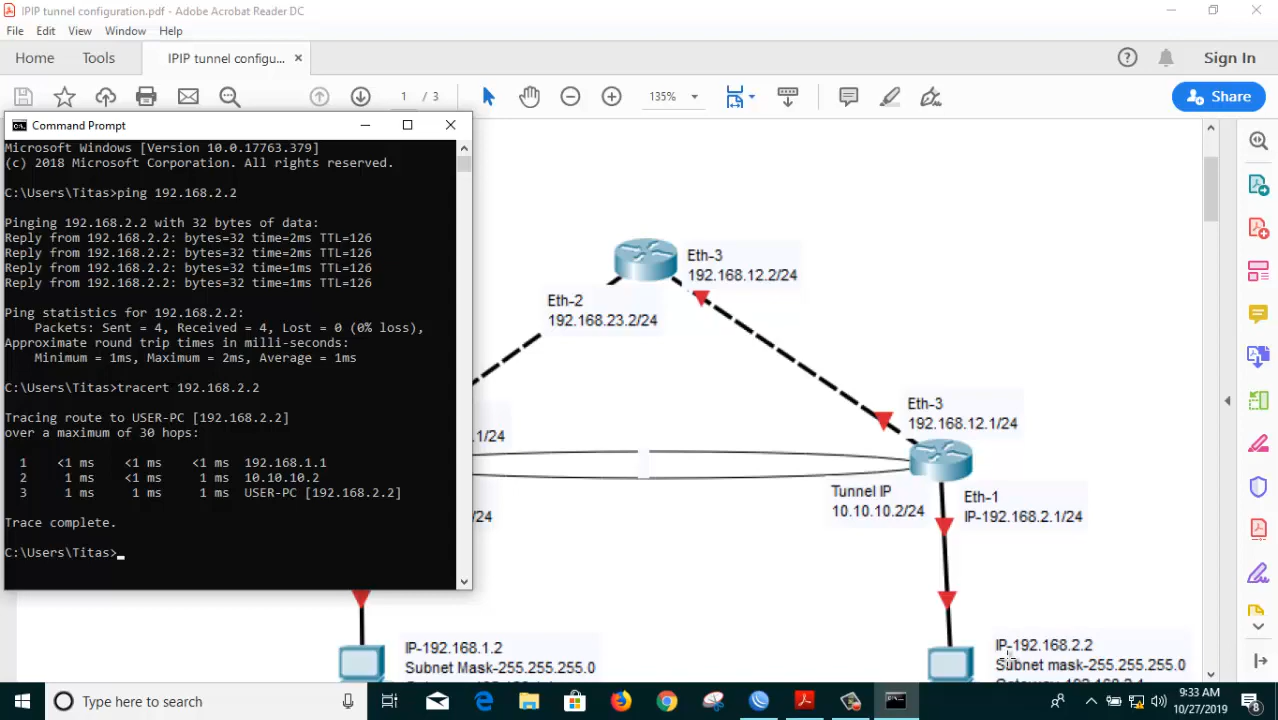 IPIP tunnel configuration.pdf - Adobe Acrobat Reader DC
File Edit View Window Help
Home Tools IPIP tunnel configu... Sign In
1 / 3 135% Share
Command Prompt
Microsoft Windows [Version 10.0.17763.379]
(c) 2018 Microsoft Corporation. All rights reserved.
C:\Users\Titas>ping 192.168.2.2
Pinging 192.168.2.2 with 32 bytes of data:
Reply from 192.168.2.2: bytes=32 time=2ms TTL=126
Reply from 192.168.2.2: bytes=32 time=2ms TTL=126
Reply from 192.168.2.2: bytes=32 time=1ms TTL=126
Reply from 192.168.2.2: bytes=32 time=1ms TTL=126
Ping statistics for 192.168.2.2:
Packets: Sent = 4, Received = 4, Lost = 0 (0% loss),
Approximate round trip times in milli-seconds:
Minimum = 1ms, Maximum = 2ms, Average = 1ms
C:\Users\Titas>tracert 192.168.2.2
Tracing route to USER-PC [192.168.2.2]
over a maximum of 30 hops:
1 <1 ms <1 ms <1 ms 192.168.1.1
2 1 ms <1 ms 1 ms 10.10.10.2
3 1 ms 1 ms 1 ms USER-PC [192.168.2.2]
Trace complete.
C:\Users\Titas>
Eth-3
192.168.12.2/24
Eth-2
192.168.23.2/24
Eth-3
192.168.12.1/24
.1/24
Tunnel IP
10.10.10.2/24
Eth-1
IP-192.168.2.1/24
/24
IP-192.168.1.2
Subnet Mask-255.255.255.0
IP-192.168.2.2
Subnet mask-255.255.255.0
Type here to search
9:33 AM
10/27/2019
8